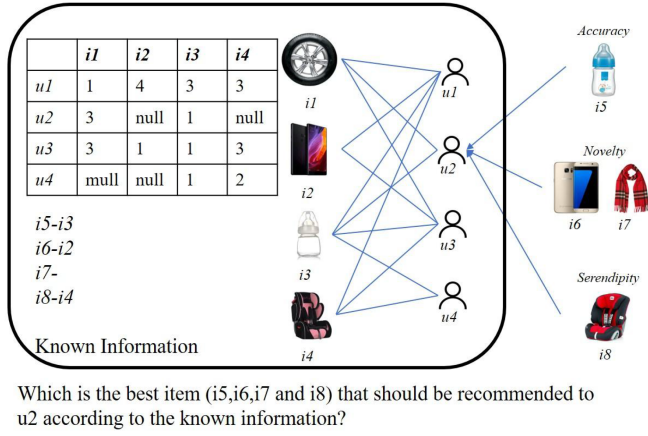 i1 i2 i3 i4
u1 1 4 3 3
u2 3 null 1 null
u3 3 1 1 3
u4 mull null 1 2
i5-i3
i6-i2
i7-
i8-i4
Known Information
i1
i2
i3
i4
u1
u2
u3
u4
Accuracy
i5
Novelty
i6 i7
Serendipity
i8
Which is the best item (i5,i6,i7 and i8) that should be recommended to
u2 according to the known information?